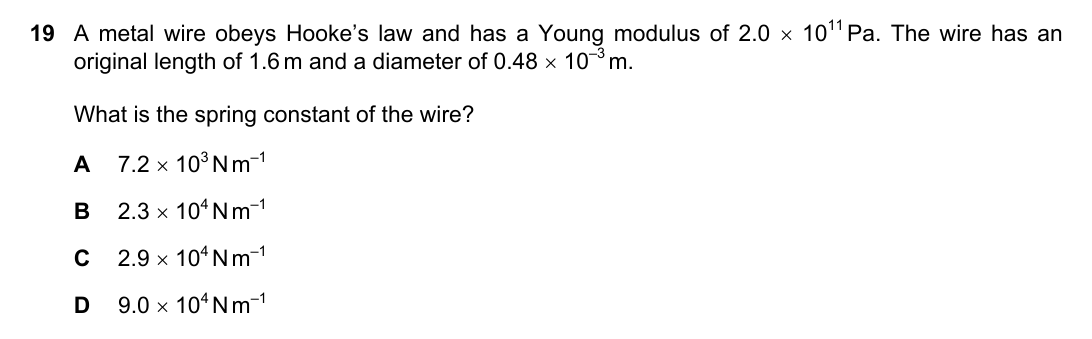 19 A metal wire obeys Hooke’s law and has a Young modulus of 2.0 × 10¹¹ Pa. The wire has an
original length of 1.6 m and a diameter of 0.48 × 10⁻³ m.
What is the spring constant of the wire?
A 7.2 × 10³ N m⁻¹
B 2.3 × 10⁴ N m⁻¹
C 2.9 × 10⁴ N m⁻¹
D 9.0 × 10⁴ N m⁻¹